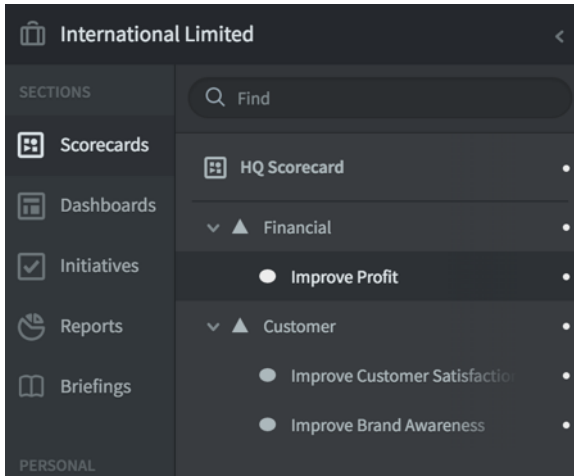 International Limited
SECTIONS
Scorecards
Dashboards
Initiatives
Reports
Briefings
PERSONAL
Find
HQ Scorecard
Financial
Improve Profit
Customer
Improve Customer Satisfactio
Improve Brand Awareness